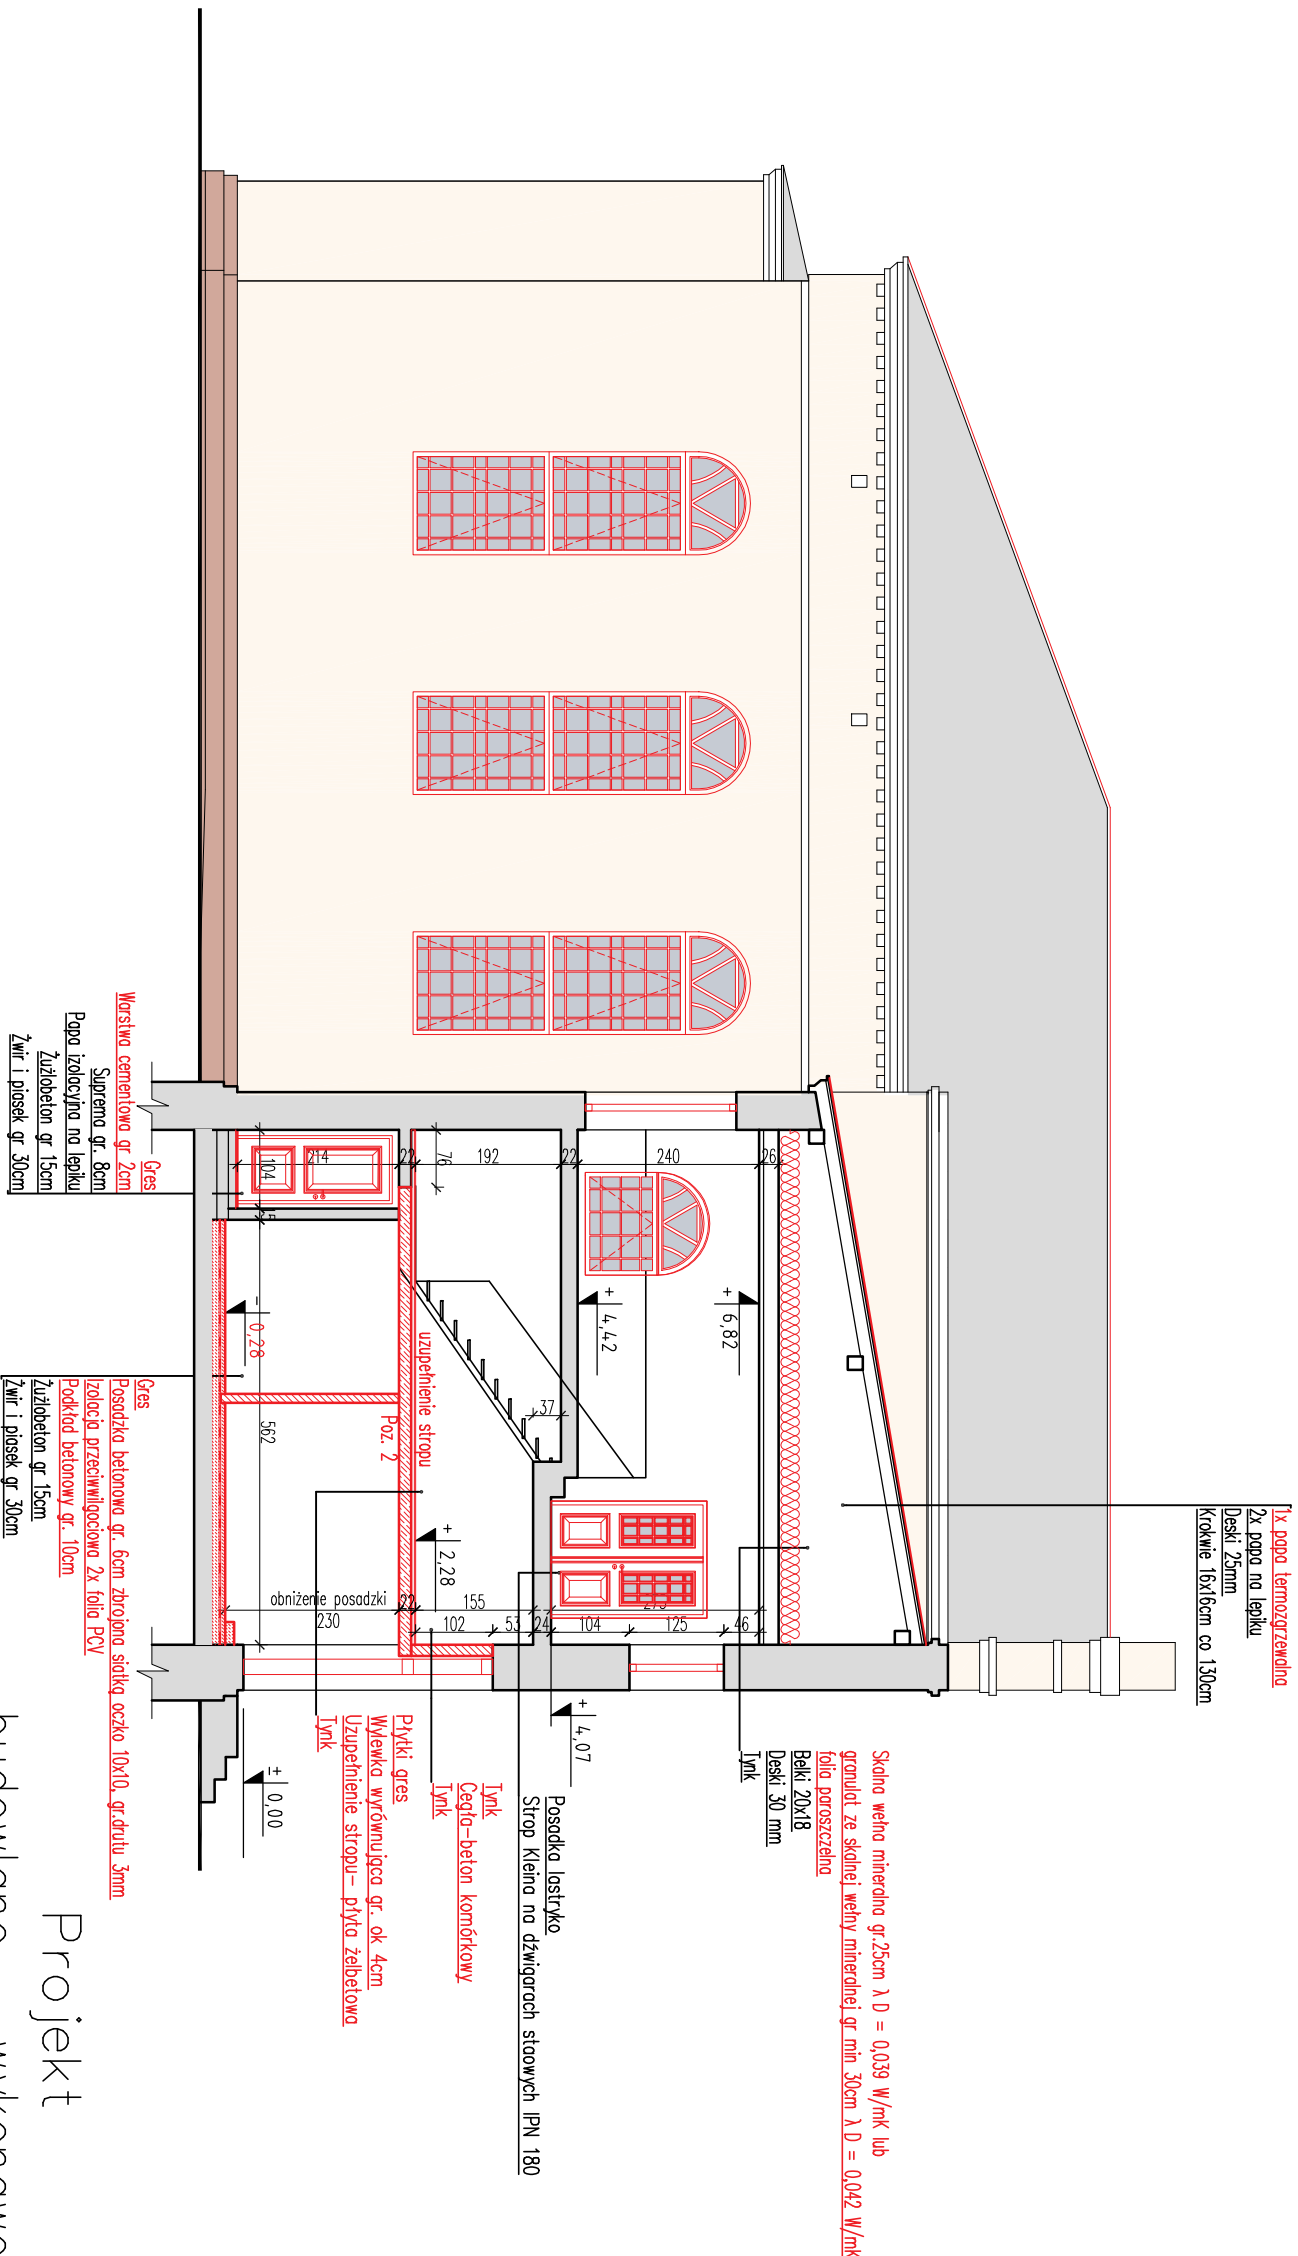 1x papa termozgrzewalna
2x papa na lepiku
Deski 25mm
Krokwie 16x16cm co 130cm
Skalna wełna mineralna gr.25cm λ D = 0,039 W/mK lub
granulat ze skalnej wełny mineralnej gr min 30cm λ D = 0,042 W/mK
folia paroszczelna
Belki 20x18
Deski 30 mm
Tynk
26
240
22
192
22
214
76
104
15
+ 6,82
+ 4,42
37
46
125
104
24
53
102
155
22
230
obniżenie posadzki
562
+ 4,07
+ 2,28
- 0,28
± 0,00
uzupełnienie stropu
Poz. 2
Posadka lastryko
Strop Kleina na dźwigarach staowych IPN 180
Tynk
Cegła-beton komórkowy
Tynk
Płytki gres
Wylewka wyrównująca gr. ok 4cm
Uzupełnienie stropu- płyta żelbetowa
Tynk
Gres
Warstwa cementowa gr 2cm
Suprema gr. 8cm
Papa izolacyjna na lepiku
Żużlobeton gr 15cm
Żwir i piasek gr 30cm
Gres
Posadzka betonowa gr. 6cm zbrojona siatką oczko 10x10, gr.drutu 3mm
Izolacja przeciwwilgociowa 2x folia PCV
Podkład betonowy gr. 10cm
Żużlobeton gr 15cm
Żwir i piasek gr 30cm
Projekt